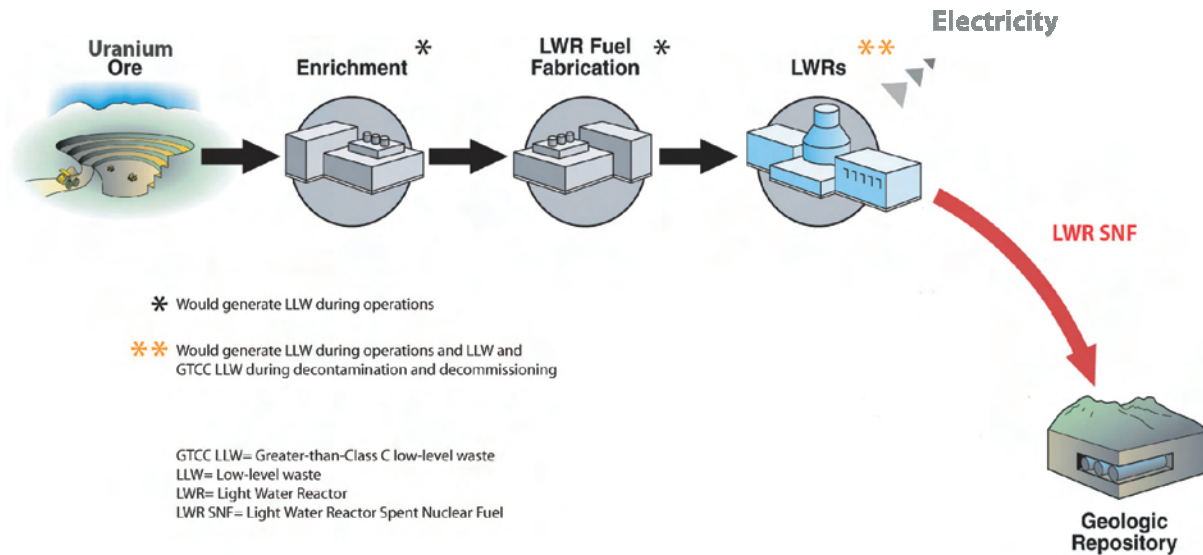 Electricity
Uranium
Ore
Enrichment *
LWR Fuel
Fabrication *
LWRs **
LWR SNF
* Would generate LLW during operations
** Would generate LLW during operations and LLW and
GTCC LLW during decontamination and decommissioning
GTCC LLW= Greater-than-Class C low-level waste
LLW= Low-level waste
LWR= Light Water Reactor
LWR SNF= Light Water Reactor Spent Nuclear Fuel
Geologic
Repository